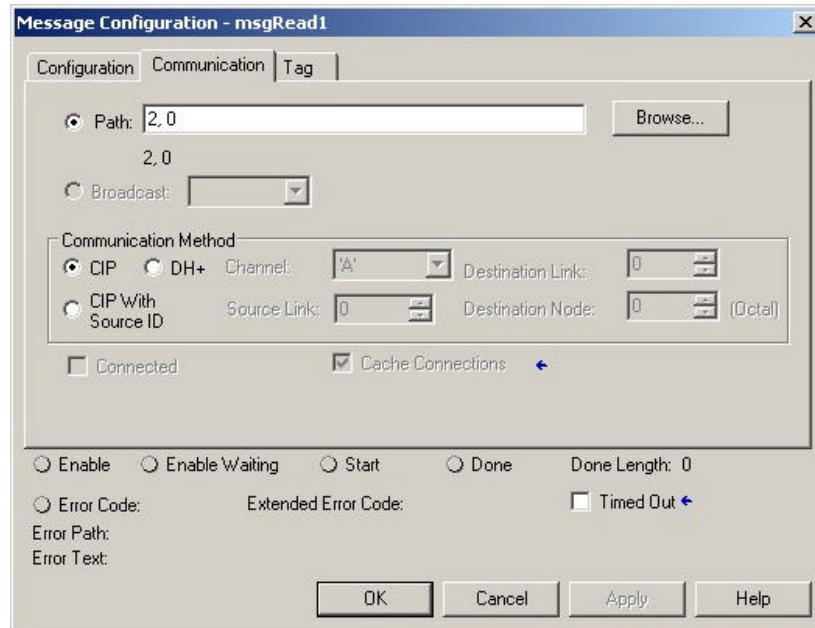 Message Configuration - msgRead1
Configuration Communication Tag
Path: 2, 0 Browse...
2, 0
Broadcast:
Communication Method
CIP DH+ Channel: 'A' Destination Link: 0
CIP With Source ID Source Link: 0 Destination Node: 0 (Octal)
Connected Cache Connections
Enable Enable Waiting Start Done Done Length: 0
Error Code: Extended Error Code: Timed Out
Error Path:
Error Text:
OK Cancel Apply Help